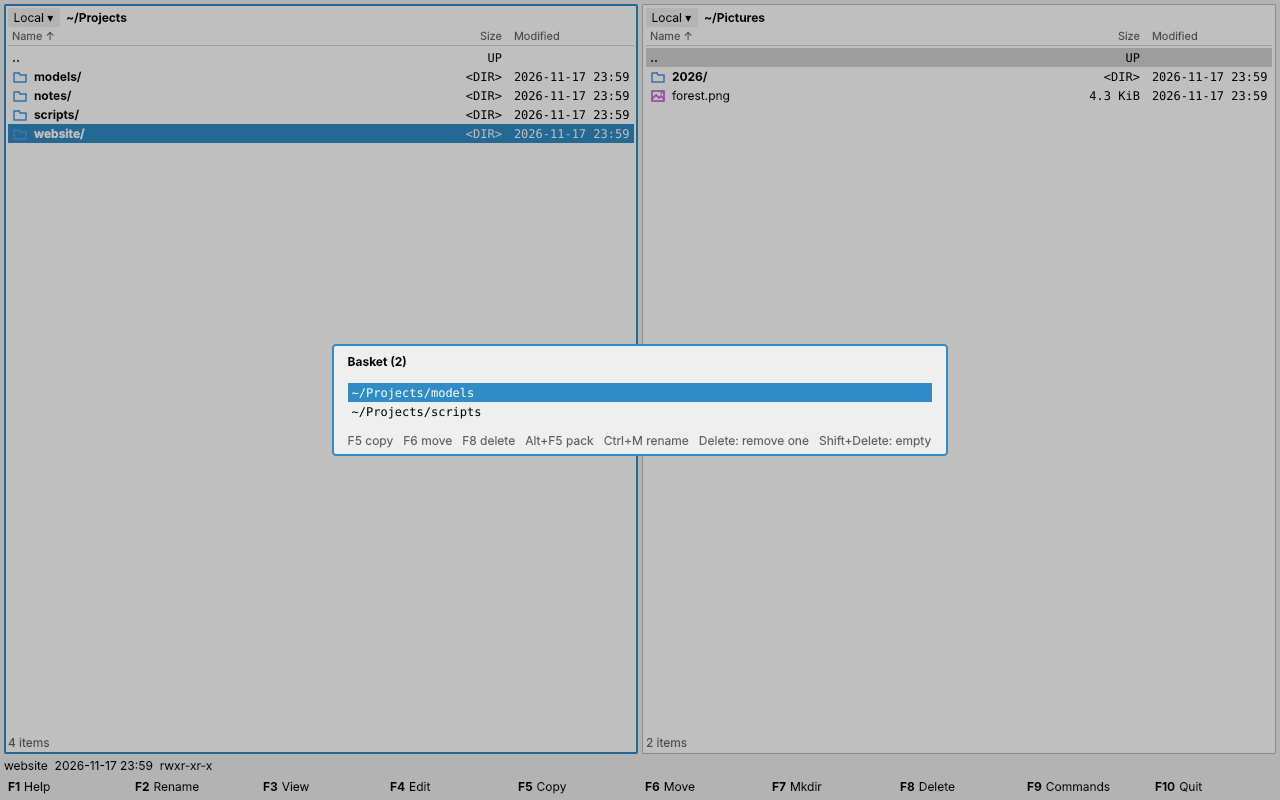 Local ▾ ~/Projects
Name ↑ Size Modified
.. UP
models/ <DIR> 2026-11-17 23:59
notes/ <DIR> 2026-11-17 23:59
scripts/ <DIR> 2026-11-17 23:59
website/ <DIR> 2026-11-17 23:59
4 items
Local ▾ ~/Pictures
Name ↑ Size Modified
.. UP
2026/ <DIR> 2026-11-17 23:59
forest.png 4.3 KiB 2026-11-17 23:59
2 items
Basket (2)
~/Projects/models
~/Projects/scripts
F5 copy F6 move F8 delete Alt+F5 pack Ctrl+M rename Delete: remove one Shift+Delete: empty
website 2026-11-17 23:59 rwxr-xr-x
F1 Help F2 Rename F3 View F4 Edit F5 Copy F6 Move F7 Mkdir F8 Delete F9 Commands F10 Quit